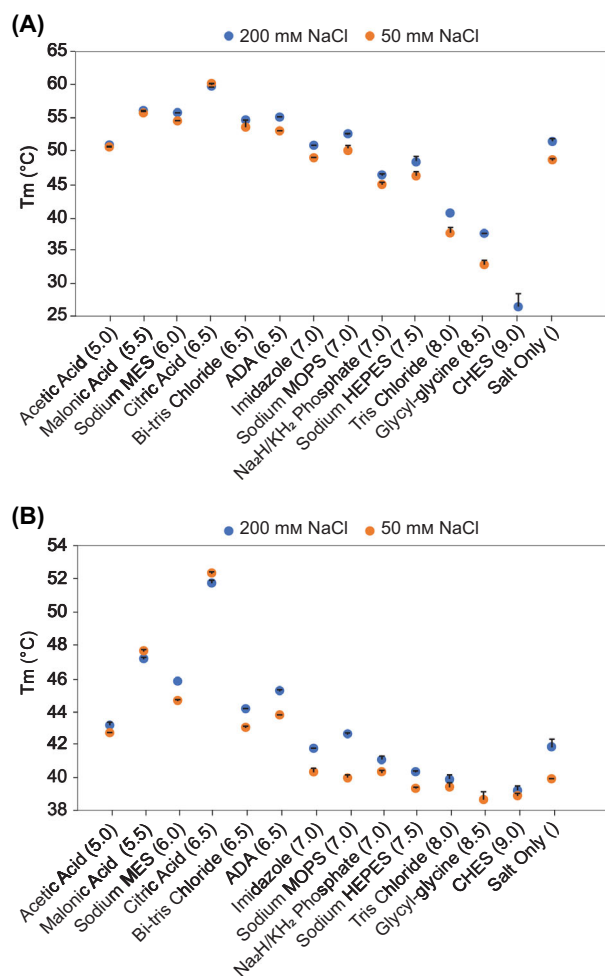 (A)
200 mM NaCl 50 mM NaCl
65
60
55
50
45
40
35
30
25
Tm (°C)
Acetic Acid (5.0)
Malonic Acid (5.5)
Sodium MES (6.0)
Citric Acid (6.5)
Bi-tris Chloride (6.5)
ADA (6.5)
Imidazole (7.0)
Sodium MOPS (7.0)
Na₂H/KH₂ Phosphate (7.0)
Sodium HEPES (7.5)
Tris Chloride (8.0)
Glycyl-glycine (8.5)
CHES (9.0)
Salt Only ()
(B)
200 mM NaCl 50 mM NaCl
54
52
50
48
46
44
42
40
38
Tm (°C)
Acetic Acid (5.0)
Malonic Acid (5.5)
Sodium MES (6.0)
Citric Acid (6.5)
Bi-tris Chloride (6.5)
ADA (6.5)
Imidazole (7.0)
Sodium MOPS (7.0)
Na₂H/KH₂ Phosphate (7.0)
Sodium HEPES (7.5)
Tris Chloride (8.0)
Glycyl-glycine (8.5)
CHES (9.0)
Salt Only ()